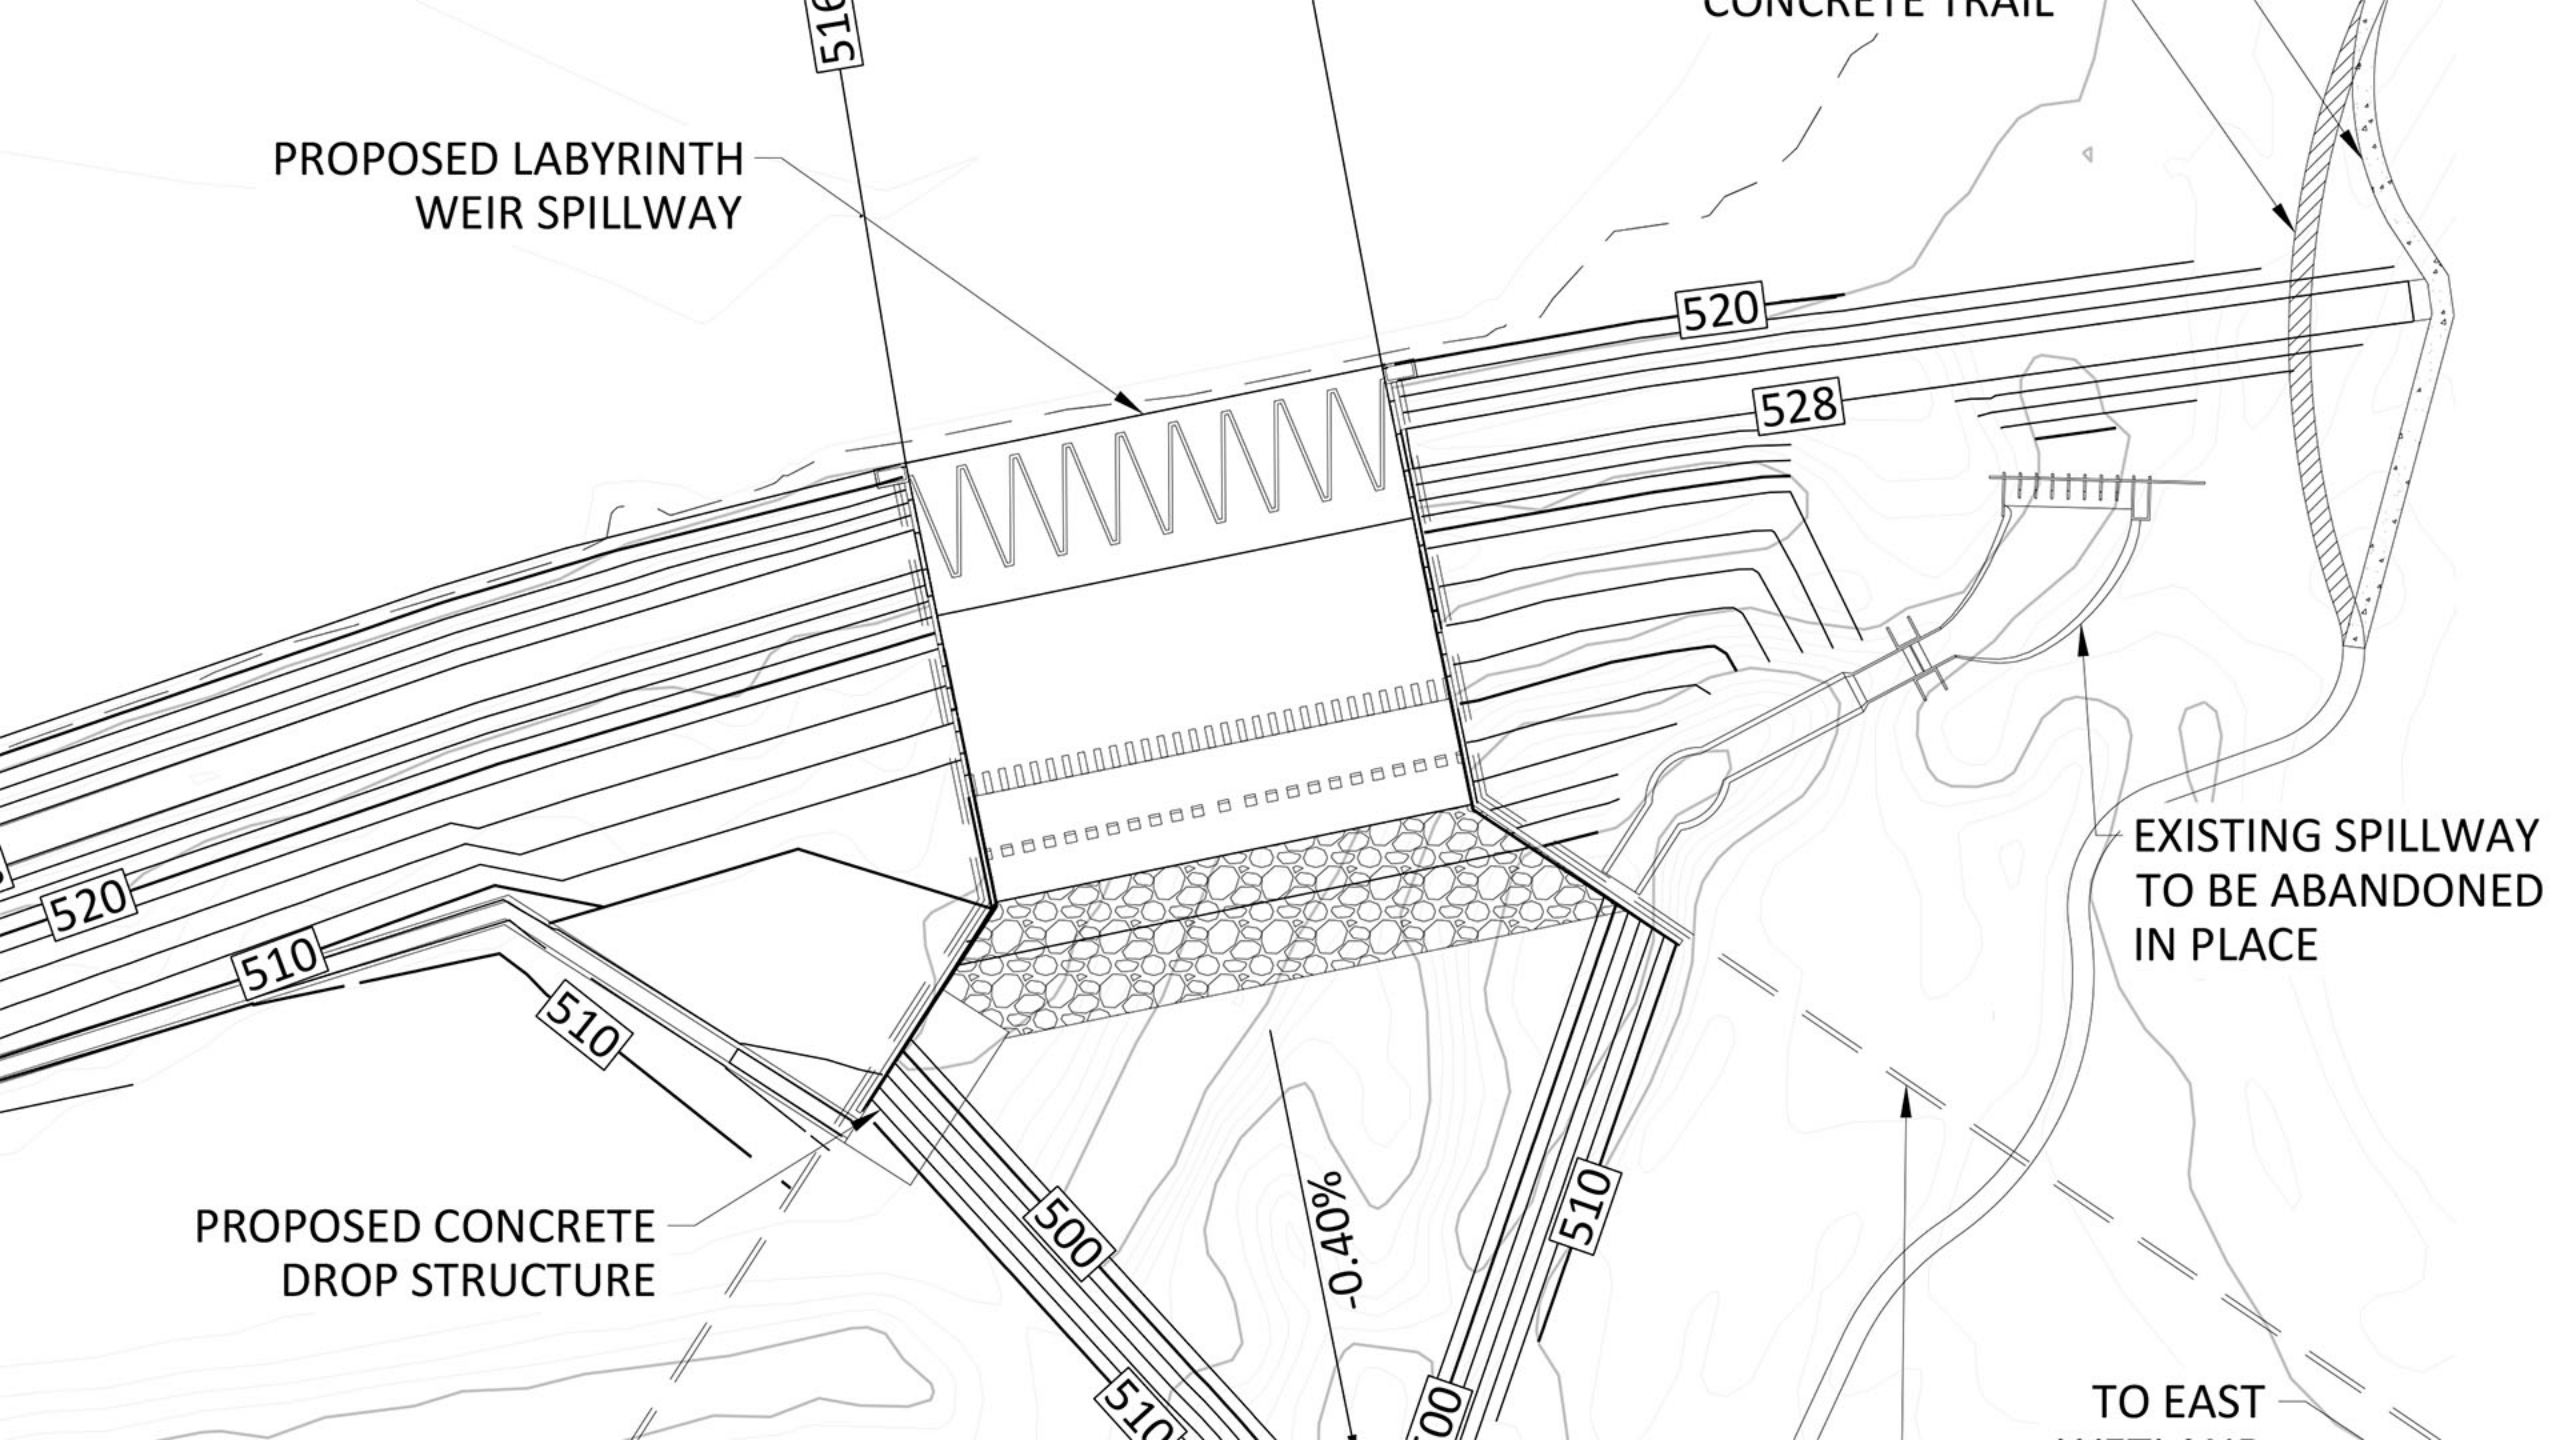 CONCRETE TRAIL
516
PROPOSED LABYRINTH
WEIR SPILLWAY
520
528
EXISTING SPILLWAY
TO BE ABANDONED
IN PLACE
520
510
510
PROPOSED CONCRETE
DROP STRUCTURE
500
510
-0.40%
510
TO EAST